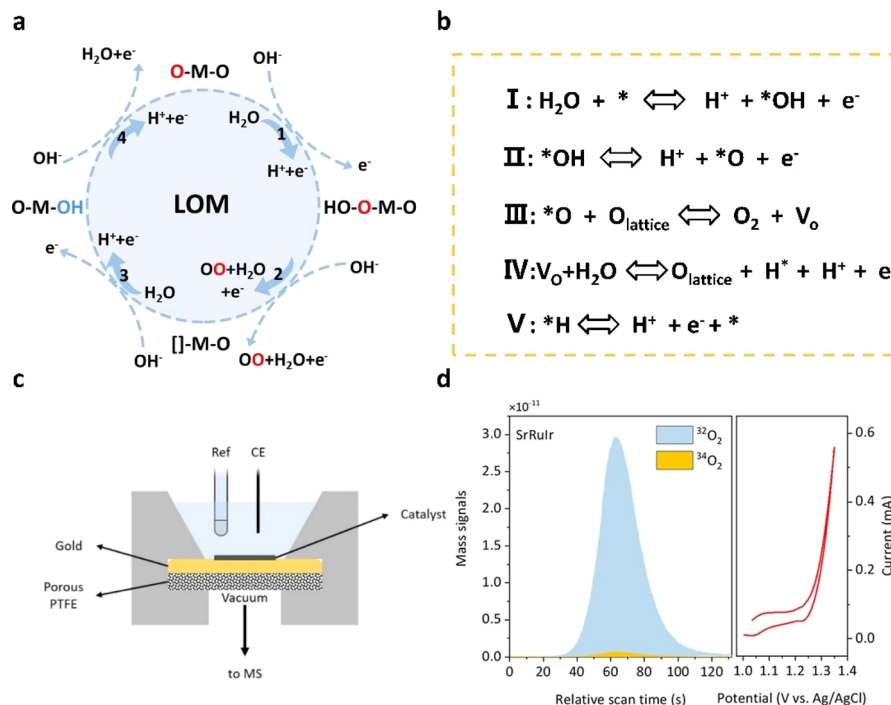 a
H₂O+e⁻
O-M-O
OH⁻
H⁺+e⁻
H₂O
4
1
OH⁻
H⁺+e⁻
e⁻
O-M-OH
LOM
HO-O-M-O
e⁻
H⁺+e⁻
OO+H₂O
+e⁻
2
OH⁻
3
H₂O
[]-M-O
OH⁻
OO+H₂O+e⁻
b
I : H₂O + * ⇔ H⁺ + *OH + e⁻
II: *OH ⇔ H⁺ + *O + e⁻
III: *O + Olattice ⇔ O₂ + Vo
IV:VO+H₂O ⇔ Olattice + H* + H⁺ + e
V: *H ⇔ H⁺ + e⁻ + *
c
Ref
CE
Catalyst
Gold
Porous
PTFE
Vacuum
to MS
d
×10⁻¹¹
SrRuIr
³²O₂
³⁴O₂
3.0
2.5
2.0
1.5
1.0
0.5
0.0
Mass signals
0 20 40 60 80 100 120
Relative scan time (s)
0.6
0.4
0.2
0.0
Current (mA)
1.0 1.1 1.2 1.3 1.4
Potential (V vs. Ag/AgCl)